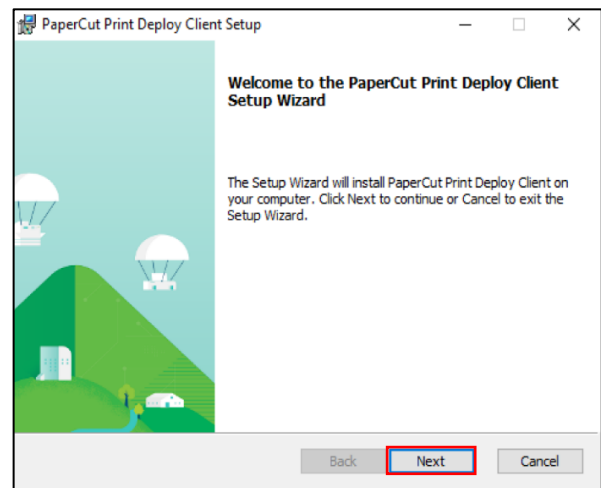 PaperCut Print Deploy Client Setup
Welcome to the PaperCut Print Deploy Client
Setup Wizard
The Setup Wizard will install PaperCut Print Deploy Client on
your computer. Click Next to continue or Cancel to exit the
Setup Wizard.
Back Next Cancel